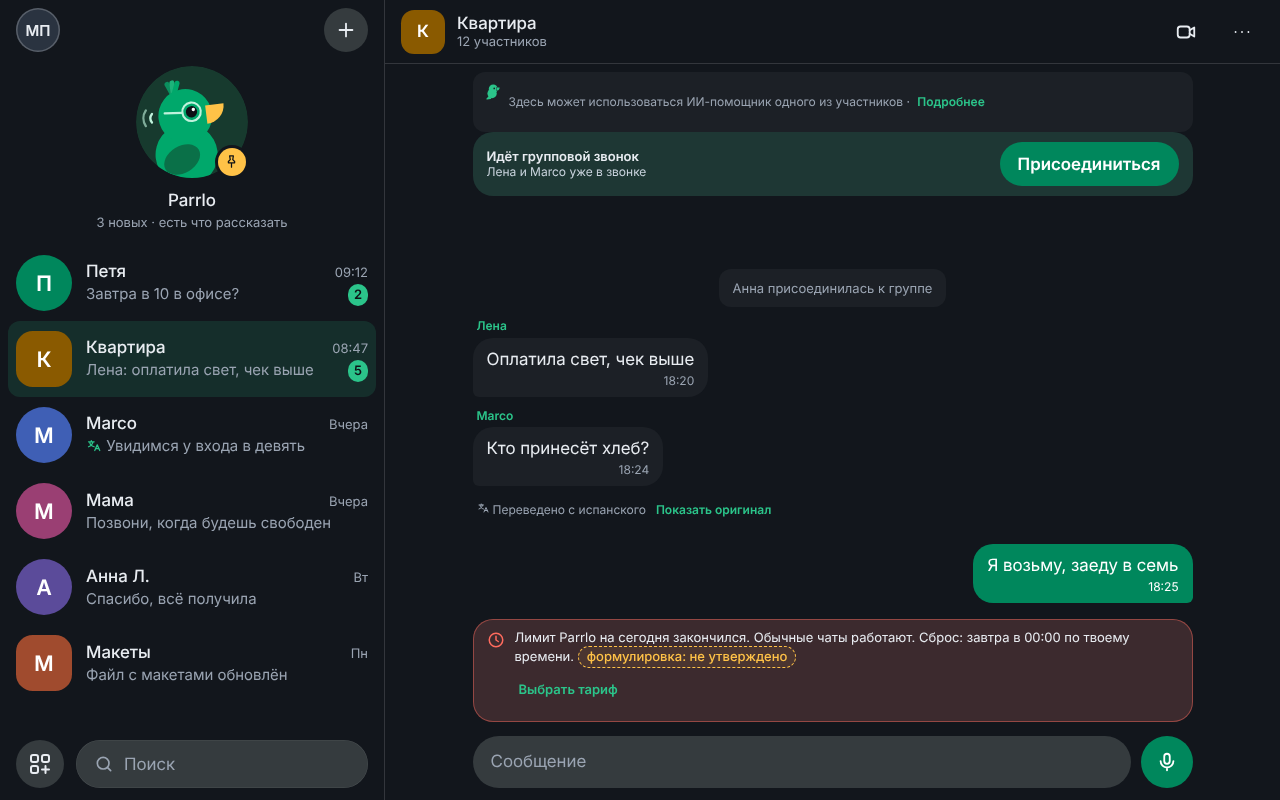 МП
Parrlo
3 новых · есть что рассказать
П
Петя
09:12
Завтра в 10 в офисе?
2
К
Квартира
08:47
Лена: оплатила свет, чек выше
5
M
Marco
Вчера
Увидимся у входа в девять
М
Мама
Вчера
Позвони, когда будешь свободен
А
Анна Л.
Вт
Спасибо, всё получила
М
Макеты
Пн
Файл с макетами обновлён
Поиск
К
Квартира
12 участников
Здесь может использоваться ИИ-помощник одного из участников · Подробнее
Идёт групповой звонок
Лена и Marco уже в звонке
Присоединиться
Анна присоединилась к группе
Лена
Оплатила свет, чек выше
18:20
Marco
Кто принесёт хлеб?
18:24
Переведено с испанского Показать оригинал
Я возьму, заеду в семь
18:25
Лимит Parrlo на сегодня закончился. Обычные чаты работают. Сброс: завтра в 00:00 по твоему
времени. формулировка: не утверждено
Выбрать тариф
Сообщение